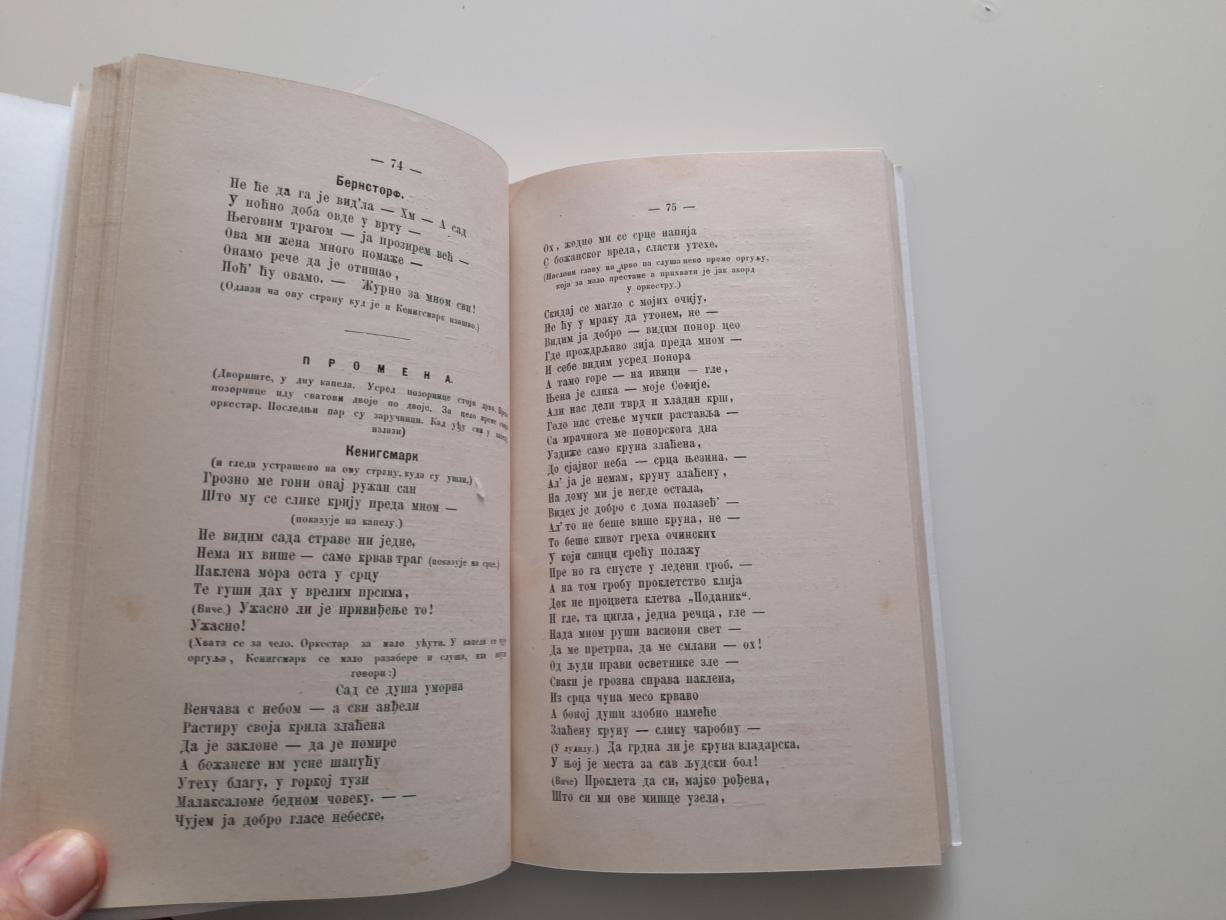 — 74 —
Бернсторф.
Не ће да га је вид'ла — Хм — А сад
У ноћно доба овде у врту —
Његовим трагом — ја прозирем већ —
Ова ми жена много помаже —
Онамо рече да је отишао,
Поћ' ћу овамо. — Журно за мном сви!
(Одлази на ону страну куд је и Кенигсмарк изашао.)
ПРОМЕНА.
(Двориште, у дну капела. Усред позорнице стоји
позорнице иду сватови двоје по двоје. За цело време
оркестар. Последњи пар су заручници. Кад уђу сви у
излази)
Кенигсмарк
(и гледа устрашено на ону страну, куда су ушли.)
Грозно ме гони онај ружан сан
Што му се слике крију преда мном —
(показује на капелу.)
Не видим сада страве ни једне,
Нема их више — само крвав траг (показује на срце.)
Паклена мора оста у срцу
Те гуши дах у врелим прсима,
(Виче.) Ужасно ли је привиђење то!
Ужасно!
(Хвата се за чело. Оркестар за мало ућути. У капели се чује
оргуља, Кенигсмарк се мало разабере и слуша, па
говори:)
Сад се душа уморна
Венчава с небом — а сви анђели
Растиру своја крила злаћена
Да је заклоне — да је помире
А божанске им усне шапућу
Утеху благу, у горкој тузи
Малаксаломе бедном човеку. — —
Чујем ја добро гласе небеске,
— 75 —
Ох, жедно ми се срце напија
С божанског врела, сласти утехе.
(Наслони главу на дрво па слуша неко време оргуљу,
која за мало престане а прихвати је јак акорд
у оркестру.)
Скидај се магло с мојих очију,
Не ћу у мраку да утонем, не —
Видим ја добро — видим понор цео
Где прождрљиво зија преда мном —
И себе видим усред понора
А тамо горе — на ивици — гле,
Њена је слика — моје Софије.
Али нас дели тврд и хладан крш,
Голо нас стење мучки раставља —
Са мрачнога ме понорскога дна
Уздиже само круна злаћена,
До сјајног неба — срца њезина. —
Ал' ја је немам, круну злаћену,
На дому ми је негде остала,
Видех је добро с дома полазећ' —
Ал' то не беше више круна, не —
То беше кивот греха очинских
У који синци срећу полажу
Пре но га спусте у ледени гроб. —
А на том гробу проклетство клија
Док не процвета клетва „Поданик“.
И гле, та цигла, једна речца, гле —
Нада мном руши васиони свет —
Да ме претрпа, да ме смлави — ох!
Од људи прави осветнике зле —
Сваки је грозна справа паклена,
Из срца чупа месо крваво
А боној души злобно намеће
Злаћену круну — слику чаробну —
(У лудилу.) Да грдна ли је круна владарска.
У њој је места за сав људски бол!
(Виче) Проклета да си, мајко рођена,
Што си ми ове мишце узела,